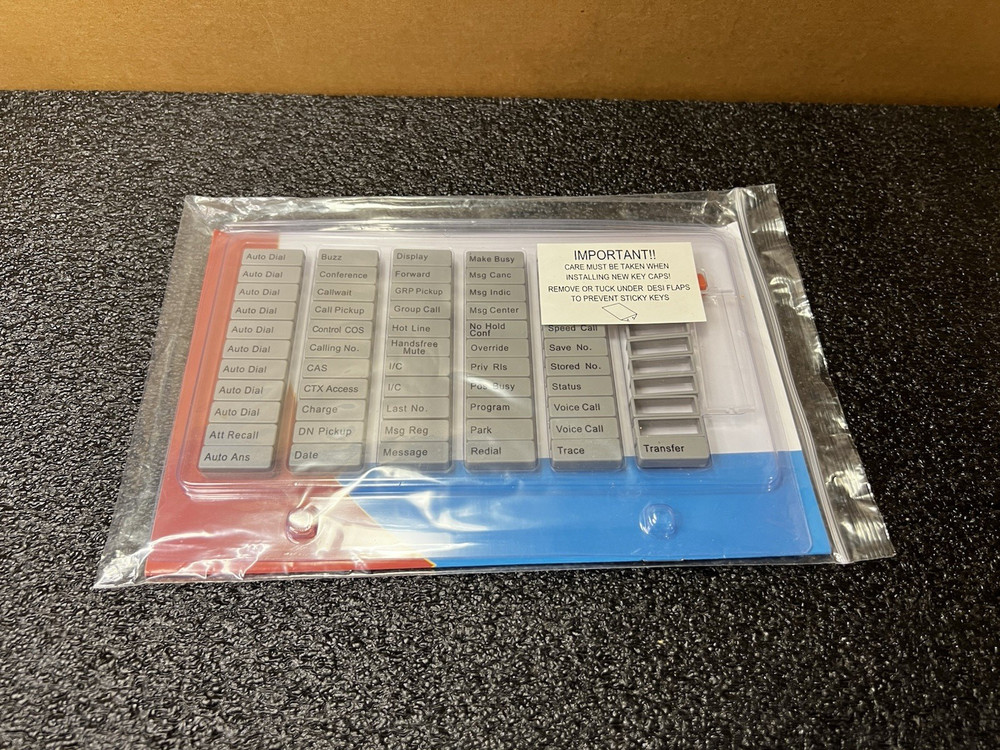 Auto Dial
Auto Dial
Auto Dial
Auto Dial
Auto Dial
Auto Dial
Auto Dial
Auto Dial
Auto Dial
Att Recall
Auto Ans
Buzz
Conference
Callwait
Call Pickup
Control COS
Calling No.
CAS
CTX Access
Charge
DN Pickup
Date
Display
Forward
GRP Pickup
Group Call
Hot Line
Handsfree
Mute
I/C
I/C
Last No.
Msg Reg
Message
Make Busy
Msg Canc
Msg Indic
Msg Center
No Hold
Conf
Override
Priv Rls
Pos Busy
Program
Park
Redial
IMPORTANT!!
CARE MUST BE TAKEN WHEN
INSTALLING NEW KEY CAPS!
REMOVE OR TUCK UNDER DESI FLAPS
TO PREVENT STICKY KEYS
Speed Call
Save No.
Stored No.
Status
Voice Call
Voice Call
Trace
Transfer